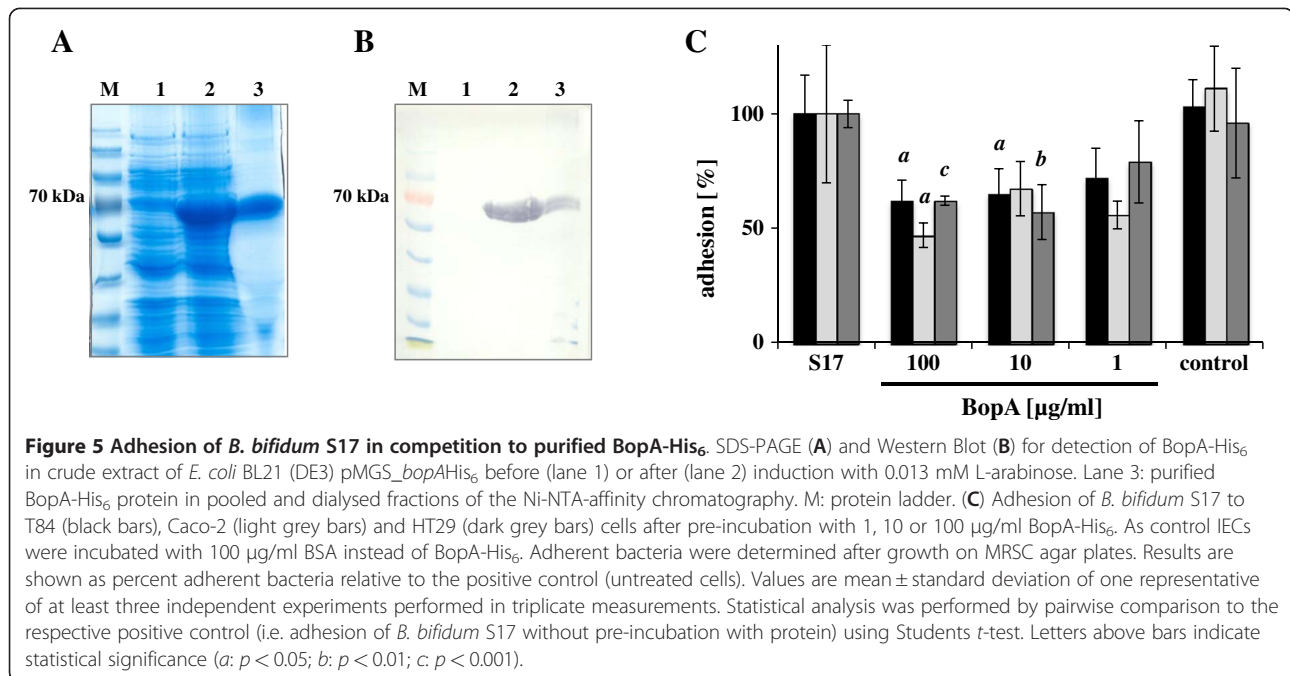 A
B
C
M 1 2 3
M 1 2 3
70 kDa
70 kDa
adhesion [%]
100
50
0
a
a
c
a
b
S17 100 10 1 control
BopA [µg/ml]
Figure 5 Adhesion of B. bifidum S17 in competition to purified BopA-His₆. SDS-PAGE (A) and Western Blot (B) for detection of BopA-His₆
in crude extract of E. coli BL21 (DE3) pMGS_bopAHis₆ before (lane 1) or after (lane 2) induction with 0.013 mM L-arabinose. Lane 3: purified
BopA-His₆ protein in pooled and dialysed fractions of the Ni-NTA-affinity chromatography. M: protein ladder. (C) Adhesion of B. bifidum S17 to
T84 (black bars), Caco-2 (light grey bars) and HT29 (dark grey bars) cells after pre-incubation with 1, 10 or 100 µg/ml BopA-His₆. As control IECs
were incubated with 100 µg/ml BSA instead of BopA-His₆. Adherent bacteria were determined after growth on MRSC agar plates. Results are
shown as percent adherent bacteria relative to the positive control (untreated cells). Values are mean ± standard deviation of one representative
of at least three independent experiments performed in triplicate measurements. Statistical analysis was performed by pairwise comparison to the
respective positive control (i.e. adhesion of B. bifidum S17 without pre-incubation with protein) using Students t-test. Letters above bars indicate
statistical significance (a: p < 0.05; b: p < 0.01; c: p < 0.001).